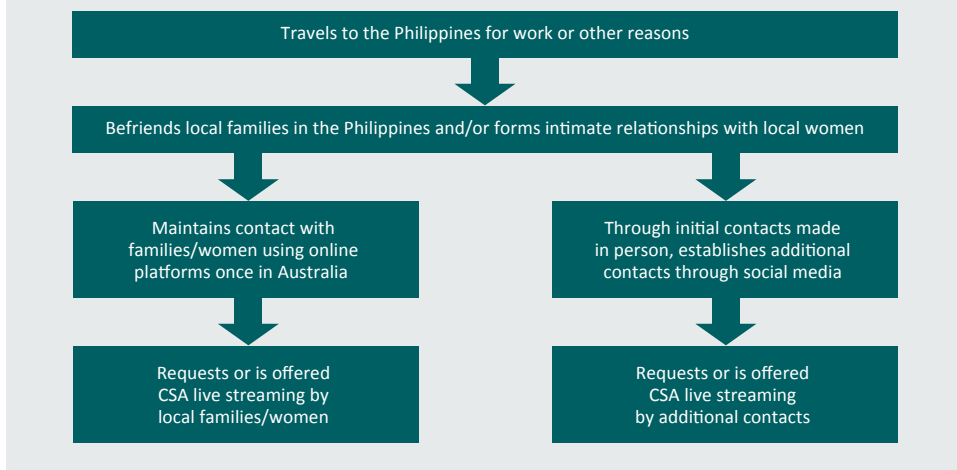 Travels to the Philippines for work or other reasons
Befriends local families in the Philippines and/or forms intimate relationships with local women
Maintains contact with
families/women using online
platforms once in Australia
Through initial contacts made
in person, establishes additional
contacts through social media
Requests or is offered
CSA live streaming by
local families/women
Requests or is offered
CSA live streaming
by additional contacts